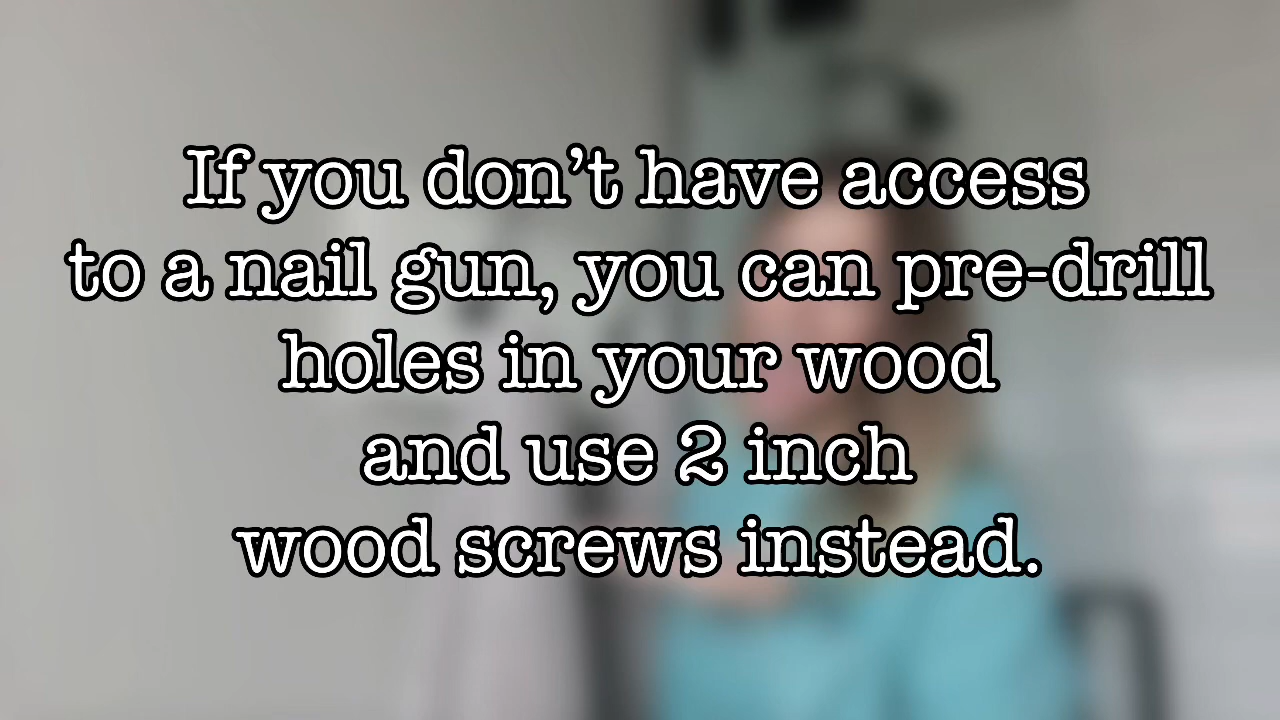 If you don’t have access
to a nail gun, you can pre-drill
holes in your wood
and use 2 inch
wood screws instead.